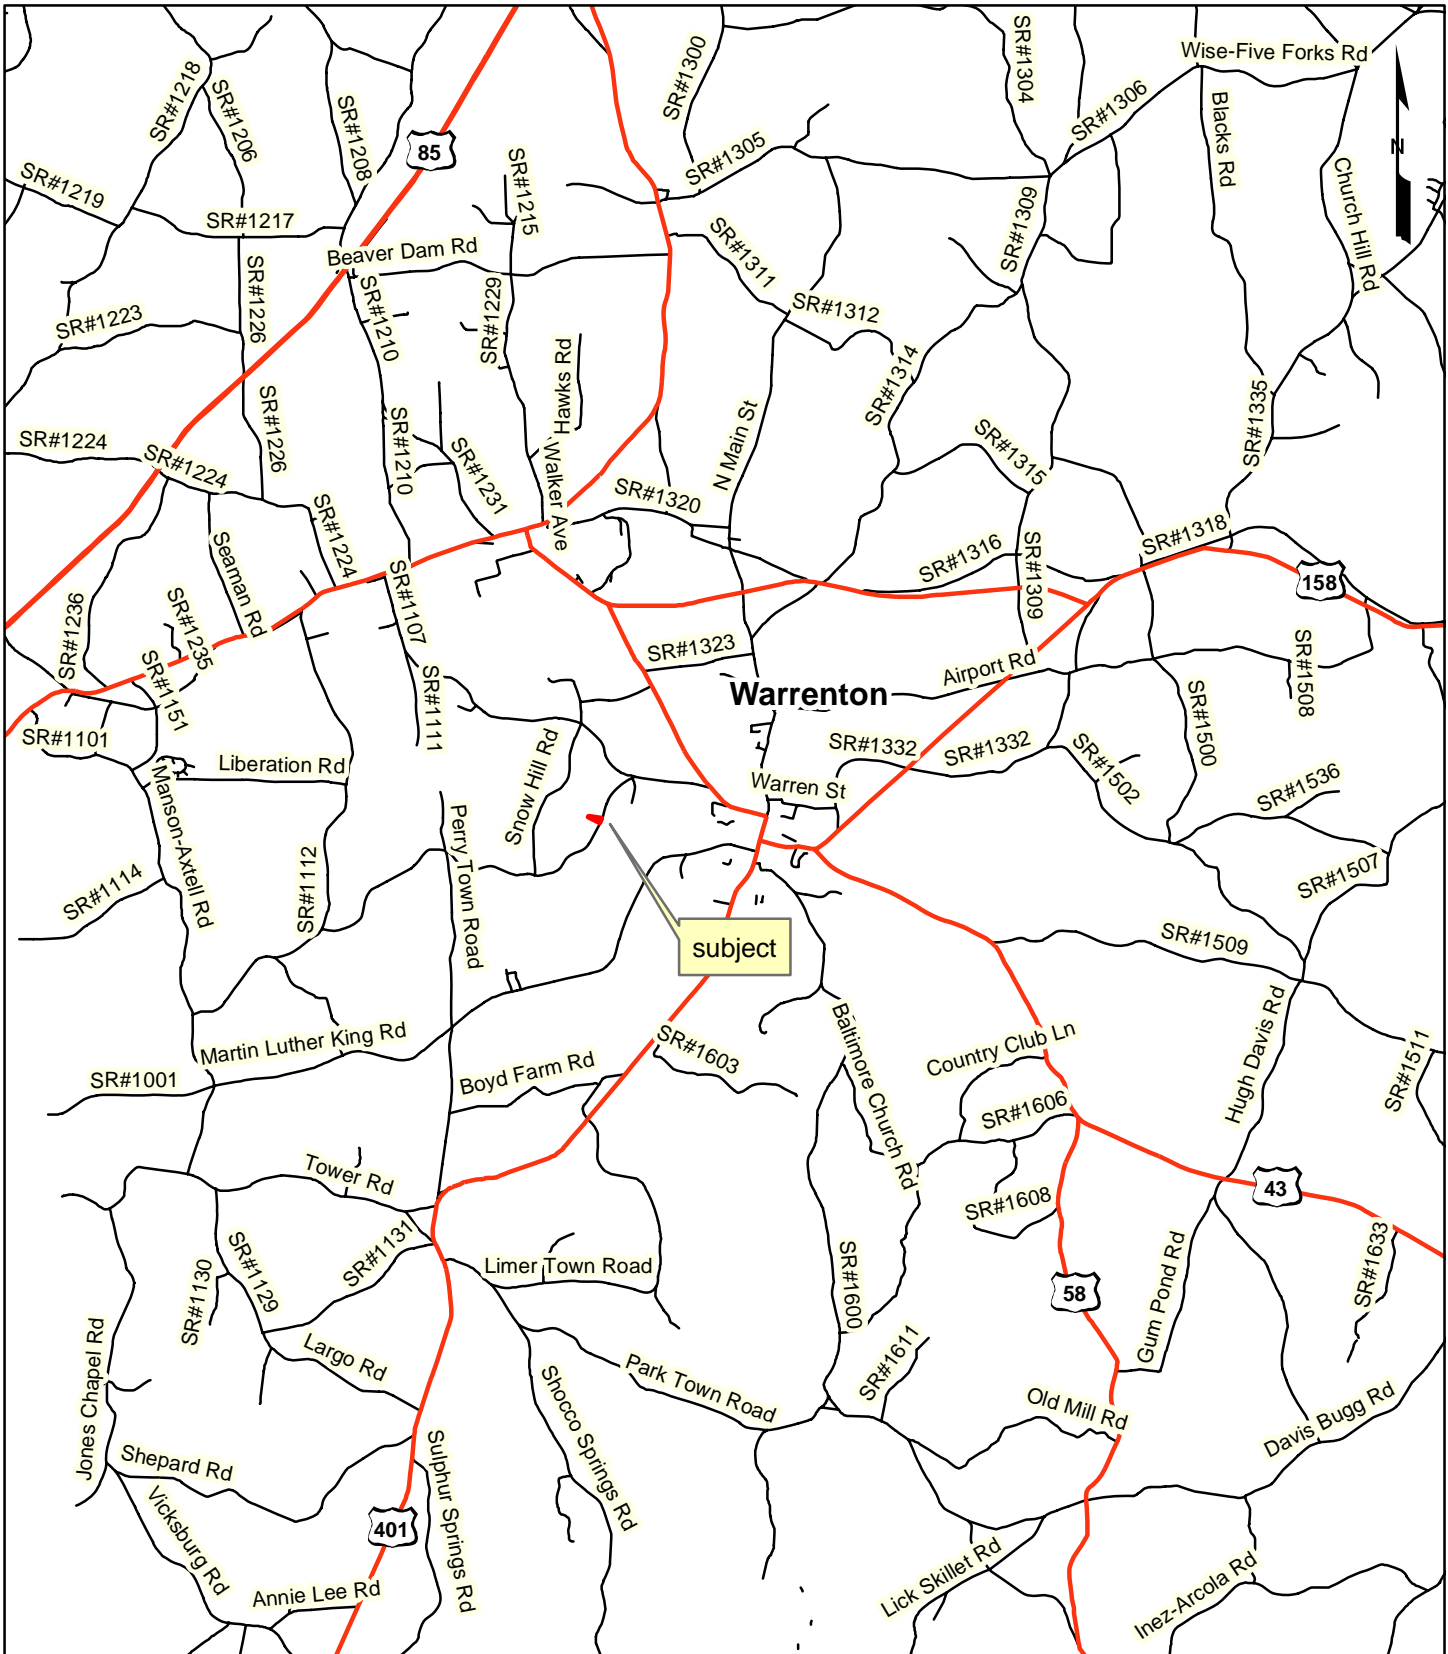 SR#1300
SR#1304
Wise-Five Forks Rd
SR#1218
SR#1206
SR#1208
85
SR#1306
Blacks Rd
N
SR#1305
SR#1219
SR#1215
Church Hill Rd
SR#1217
SR#1309
Beaver Dam Rd
SR#1311
SR#1226
SR#1210
SR#1229
SR#1312
SR#1223
Hawks Rd
SR#1314
SR#1226
SR#1210
N Main St
SR#1335
SR#1224
SR#1224
SR#1231
SR#1315
Walker Ave
SR#1320
SR#1224
Seaman Rd
SR#1318
SR#1316
SR#1309
158
SR#1107
SR#1236
SR#1235
SR#1323
SR#1151
SR#1111
Airport Rd
SR#1508
Warrenton
SR#1500
SR#1101
Snow Hill Rd
SR#1332
SR#1332
SR#1502
Liberation Rd
Warren St
SR#1536
Manson-Axtell Rd
Perry Town Road
SR#1112
SR#1114
SR#1507
subject
SR#1509
Hugh Davis Rd
Baltimore Church Rd
Martin Luther King Rd
SR#1603
Country Club Ln
SR#1511
SR#1001
Boyd Farm Rd
SR#1606
Tower Rd
43
SR#1608
SR#1131
SR#1129
SR#1130
Limer Town Road
SR#1600
Gum Pond Rd
SR#1633
58
Jones Chapel Rd
Largo Rd
SR#1611
Park Town Road
Shocco Springs Rd
Old Mill Rd
Davis Bugg Rd
Shepard Rd
Sulphur Springs Rd
Vicksburg Rd
401
Lick Skillet Rd
Inez-Arcola Rd
Annie Lee Rd